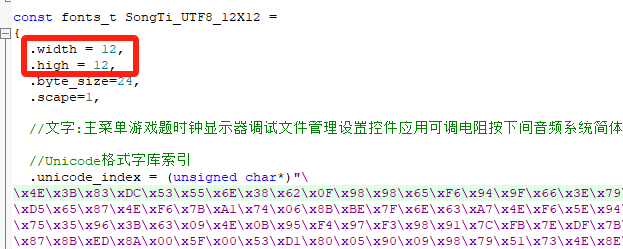 const fonts_t SongTi_UTF8_12X12 =
{
.width = 12,
.high = 12,
.byte_size=24,
.scape=1,
//文字:主菜单游戏题时钟显示器调试文件管理设置控件应用可调电阻按下间音频系统简体
//Unicode格式字库索引
.unicode_index = (unsigned char*)"\
\x4E\x3B\x83\xDC\x53\x55\x6E\x38\x62\x0F\x98\x98\x65\xF6\x94\x9F\x66\x3E\x79\
\xD5\x65\x87\x4E\xF6\x7B\xA1\x74\x06\x8B\xBE\x7F\x6E\x63\xA7\x4E\xF6\x5E\x94\
\x75\x35\x96\x3B\x63\x09\x4E\x0B\x95\xF4\x97\xF3\x98\x91\x7C\xFB\x7E\xDF\x7B\
\x87\x8B\xED\x8A\x00\x5F\x00\x53\xD1\x80\x05\x90\x09\x98\x79\x51\x73\x4E\x8E\